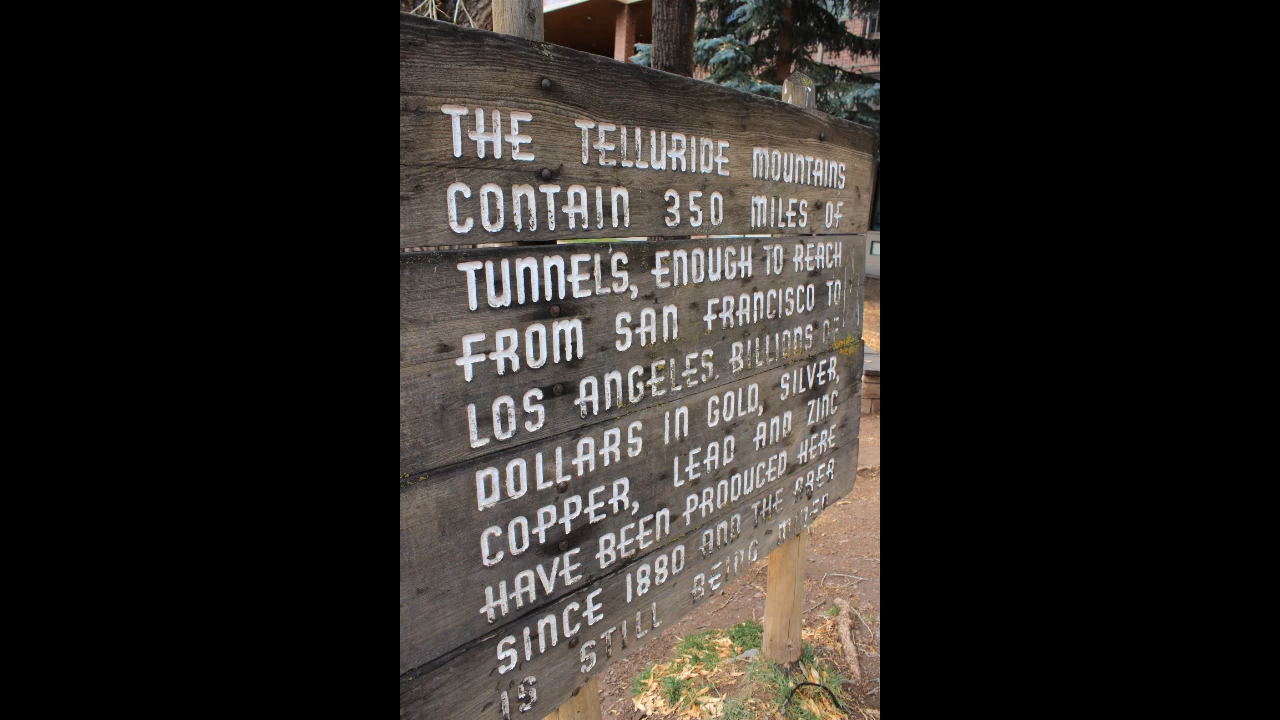 THE TELLURIDE MOUNTAINS
CONTAIN 350 MILES OF
TUNNELS, ENOUGH TO REACH
FROM SAN FRANCISCO TO
LOS ANGELES. BILLIONS OF
DOLLARS IN GOLD, SILVER,
COPPER, LEAD AND ZINC
HAVE BEEN PRODUCED HERE
SINCE 1880 AND THE AREA
IS STILL BEING MINED